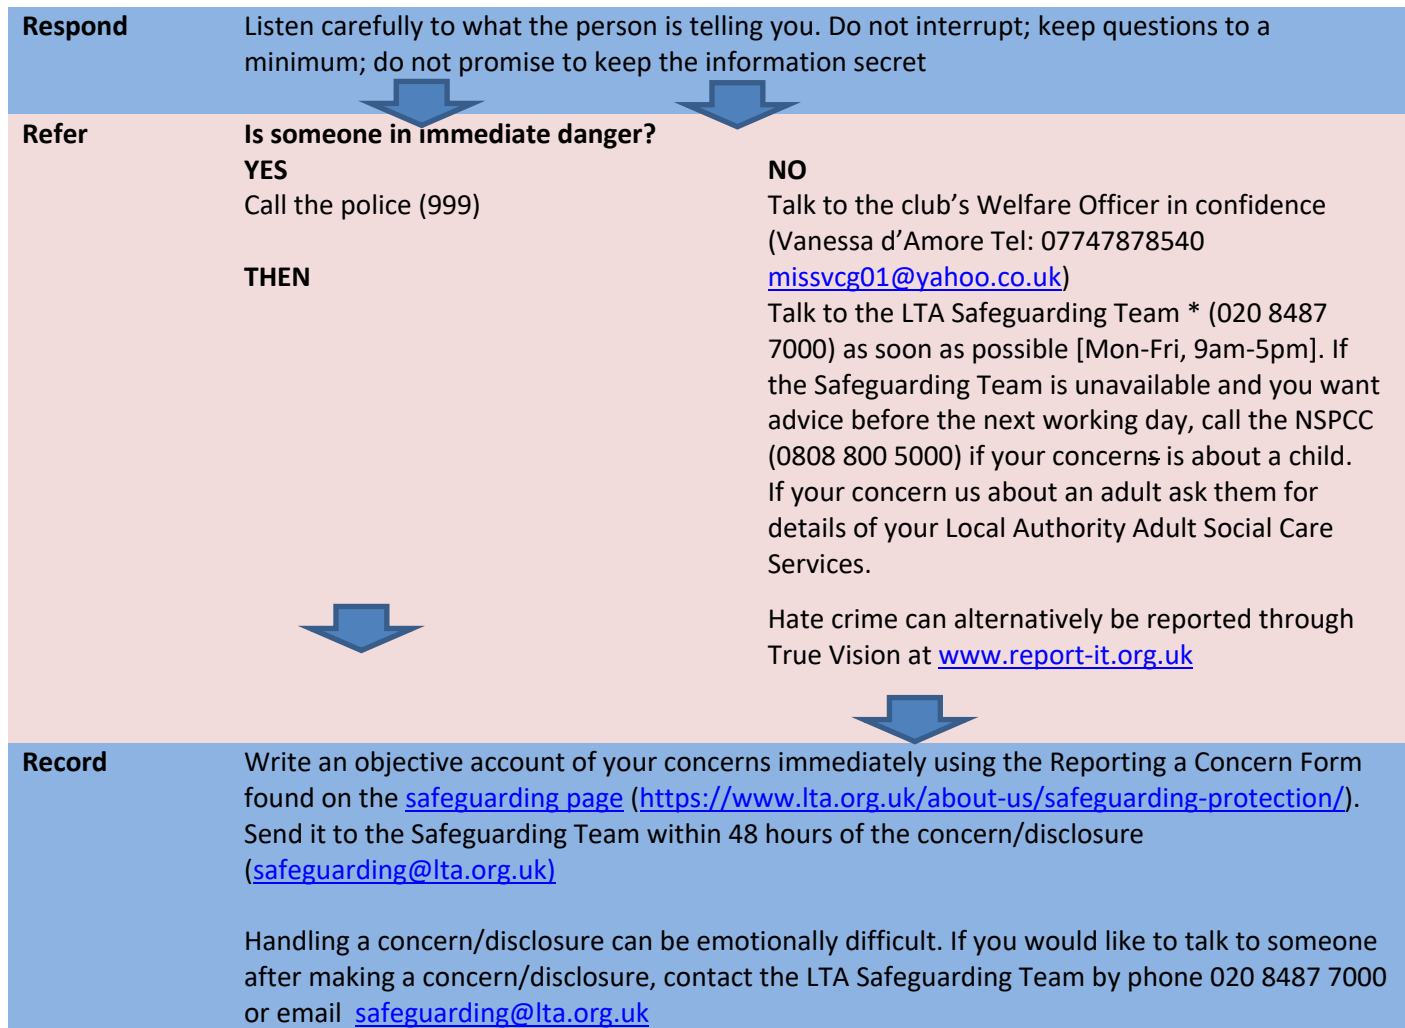 Respond
Listen carefully to what the person is telling you. Do not interrupt; keep questions to a
minimum; do not promise to keep the information secret
Refer
Is someone in immediate danger?
YES
Call the police (999)
THEN
NO
Talk to the club’s Welfare Officer in confidence
(Vanessa d’Amore Tel: 07747878540
missvcg01@yahoo.co.uk)
Talk to the LTA Safeguarding Team * (020 8487
7000) as soon as possible [Mon-Fri, 9am-5pm]. If
the Safeguarding Team is unavailable and you want
advice before the next working day, call the NSPCC
(0808 800 5000) if your concerns is about a child.
If your concern us about an adult ask them for
details of your Local Authority Adult Social Care
Services.
Hate crime can alternatively be reported through
True Vision at www.report-it.org.uk
Record
Write an objective account of your concerns immediately using the Reporting a Concern Form
found on the safeguarding page (https://www.lta.org.uk/about-us/safeguarding-protection/).
Send it to the Safeguarding Team within 48 hours of the concern/disclosure
(safeguarding@lta.org.uk)
Handling a concern/disclosure can be emotionally difficult. If you would like to talk to someone
after making a concern/disclosure, contact the LTA Safeguarding Team by phone 020 8487 7000
or email safeguarding@lta.org.uk